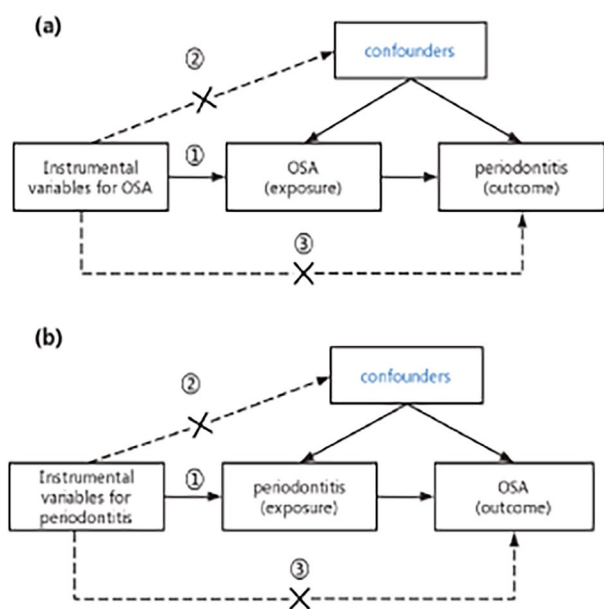 (a)
②
confounders
①
Instrumental
variables for OSA
OSA
(exposure)
periodontitis
(outcome)
③
(b)
②
confounders
①
Instrumental
variables for
periodontitis
periodontitis
(exposure)
OSA
(outcome)
③